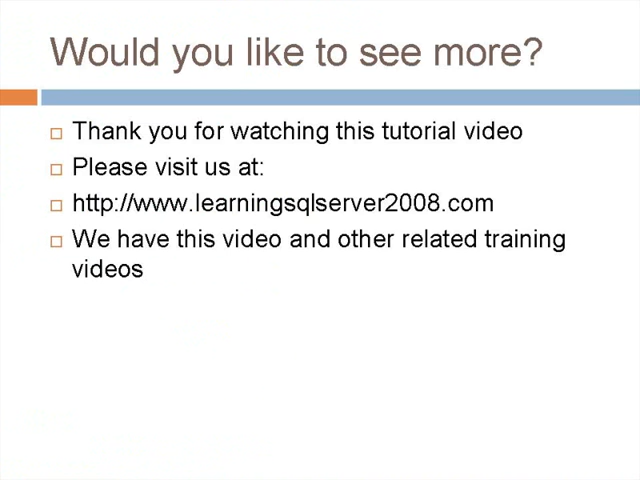 Would you like to see more?
Thank you for watching this tutorial video
Please visit us at:
http://www.learningsqlserver2008.com
We have this video and other related training
videos